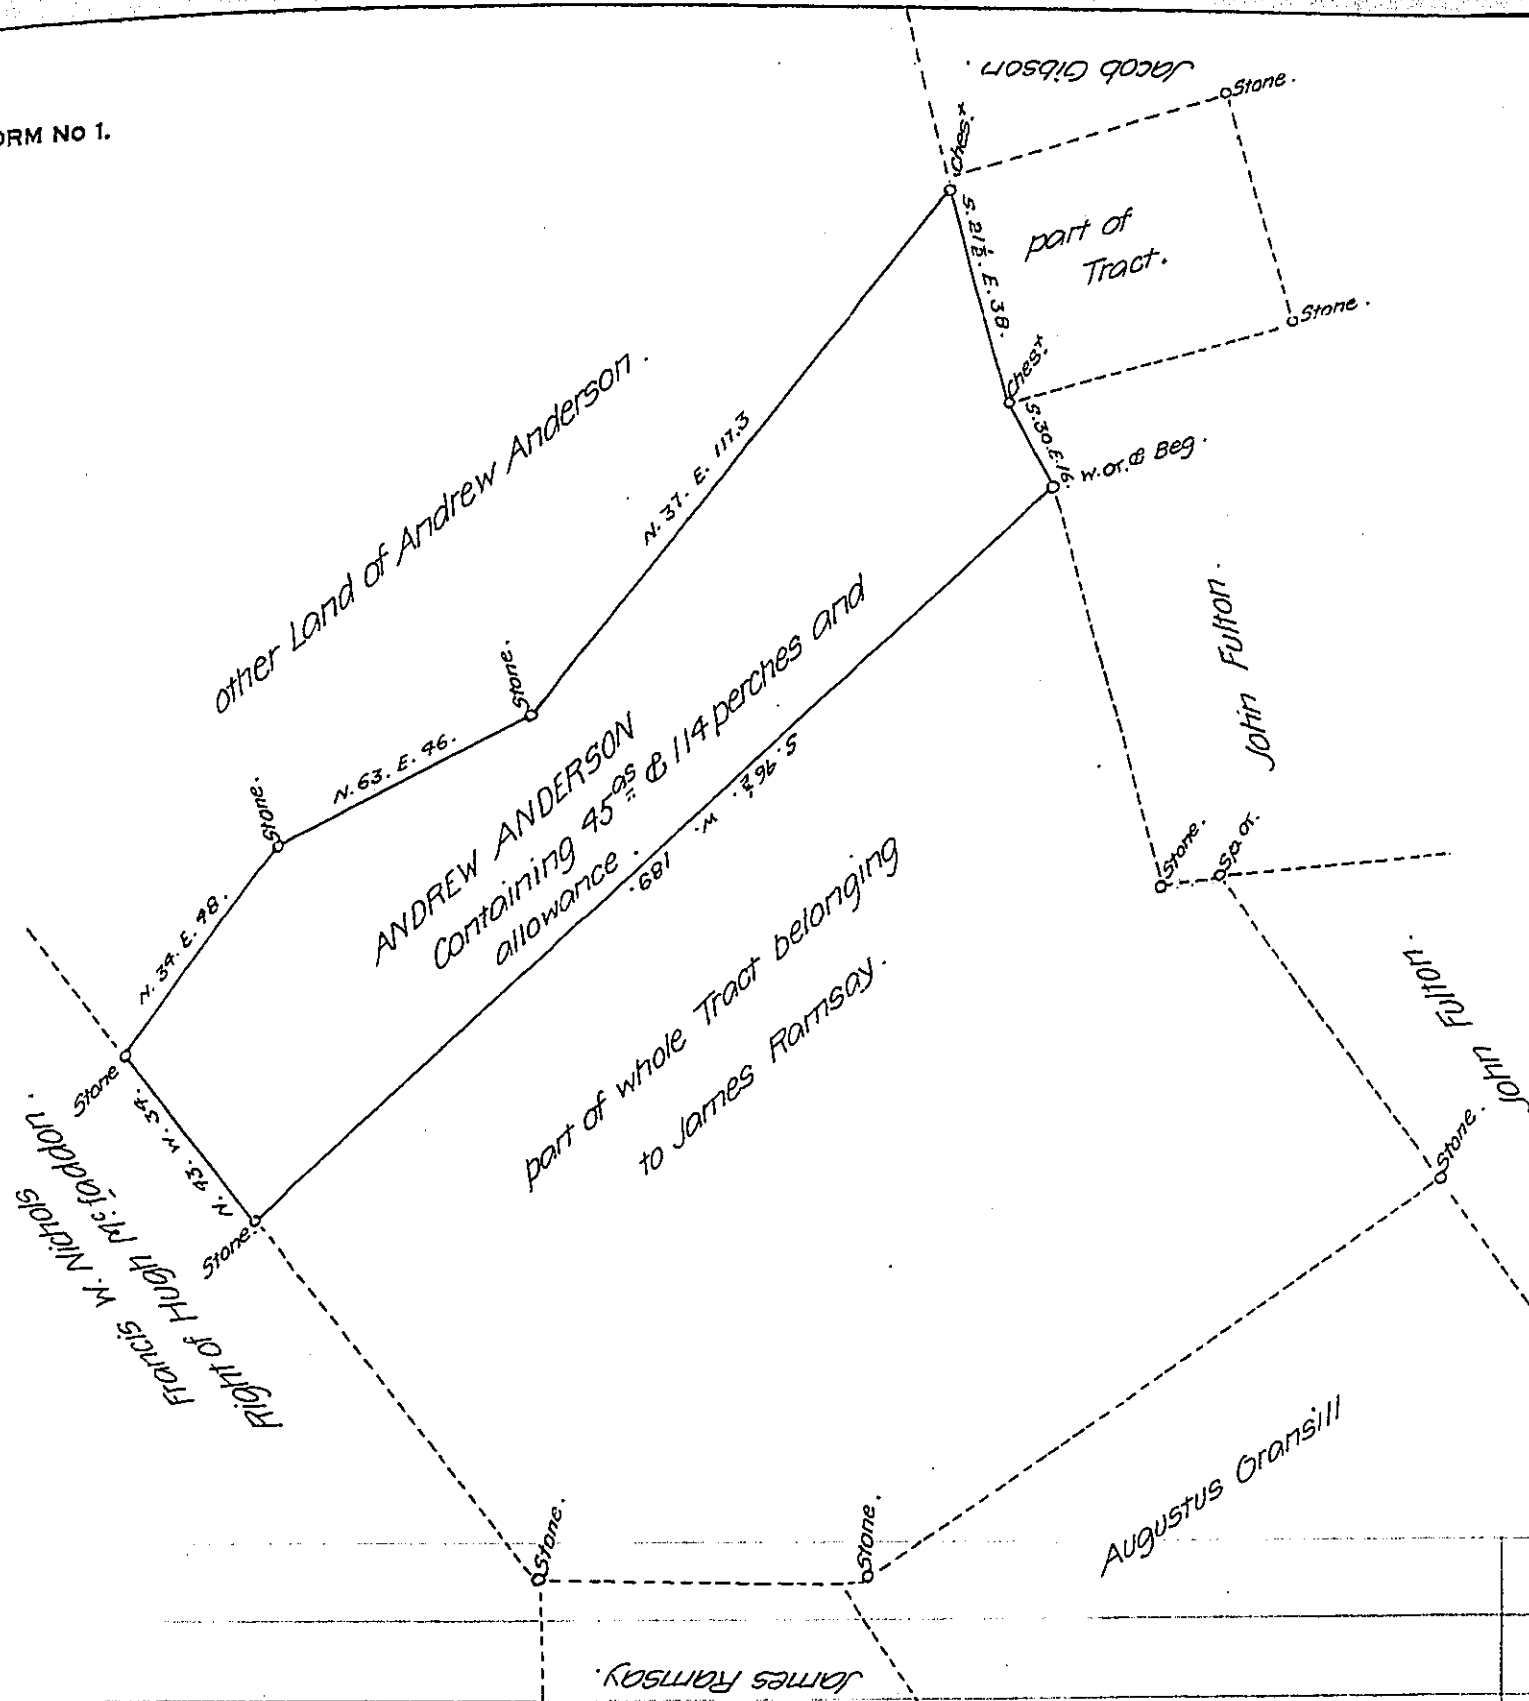 ORM No 1.
Jacob Gibson.
Stone.
Chest
S. 21½. E. 38.
part of
Tract.
Stone.
Chest
S. 30. E. 16.
W. or. & Beg.
other Land of Andrew Anderson.
N. 37. E. 117.3
Stone.
N. 63. E. 46.
Stone.
N. 34. E. 48.
ANDREW ANDERSON
Containing 45as & 114 perches and
allowance.
S. 46½. W. 189.
John Fulton.
Stone.
Sp. or.
part of whole Tract belonging
to James Ramsay.
John Fulton.
Stone.
Stone
N. 43. W. 34.
Stone.
Francis W. Nichols
Right of Hugh Mc. faddon.
Stone.
Stone.
Augustus Gransill
James Ramsay.